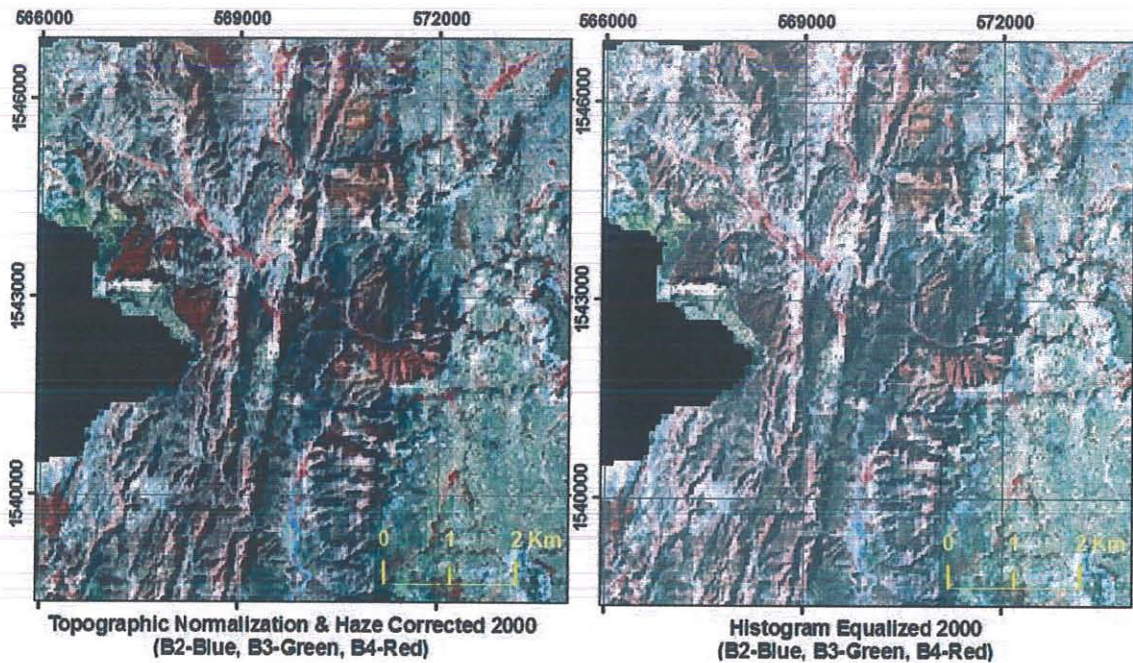 566000 569000 572000
566000 569000 572000
1546000
1543000
1540000
1546000
1543000
1540000
0 1 2 Km
0 1 2 Km
Topographic Normalization & Haze Corrected 2000
(B2-Blue, B3-Green, B4-Red)
Histogram Equalized 2000
(B2-Blue, B3-Green, B4-Red)